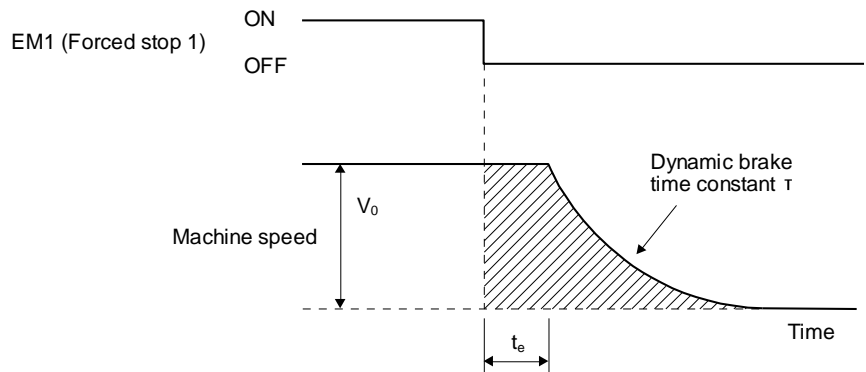 ON
EM1 (Forced stop 1)
OFF
Dynamic brake
time constant τ
V₀
Machine speed
Time
tₑ